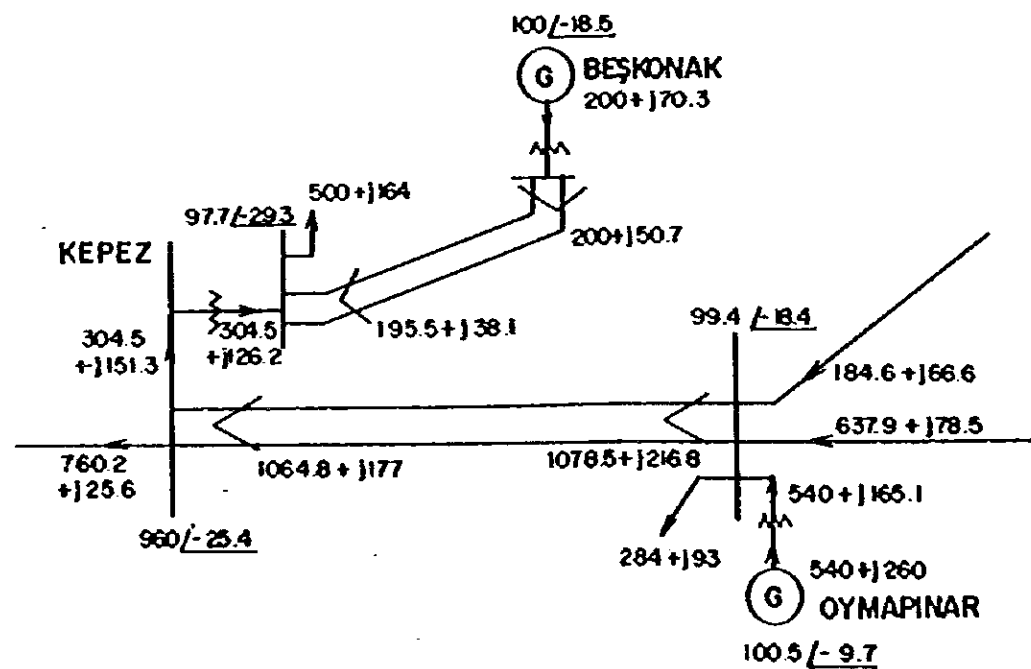 100/-18.5
G BEŞKONAK
200+j70.3
500+j164
97.7/-29.3
KEPEZ
200+j50.7
304.5
+j151.3
304.5
+j126.2
195.5+j38.1
99.4/-18.4
184.6+j66.6
637.9+j78.5
760.2
+j25.6
1064.8+j177
1078.5+j216.8
540+j165.1
960/-25.4
284+j93
540+j260
G OYMAPINAR
100.5/-9.7